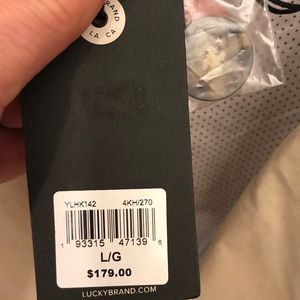 BRAND
LA, CA
YLHK142 4KH/270
1 93315 47139 6
L/G
$179.00
LUCKYBRAND.COM